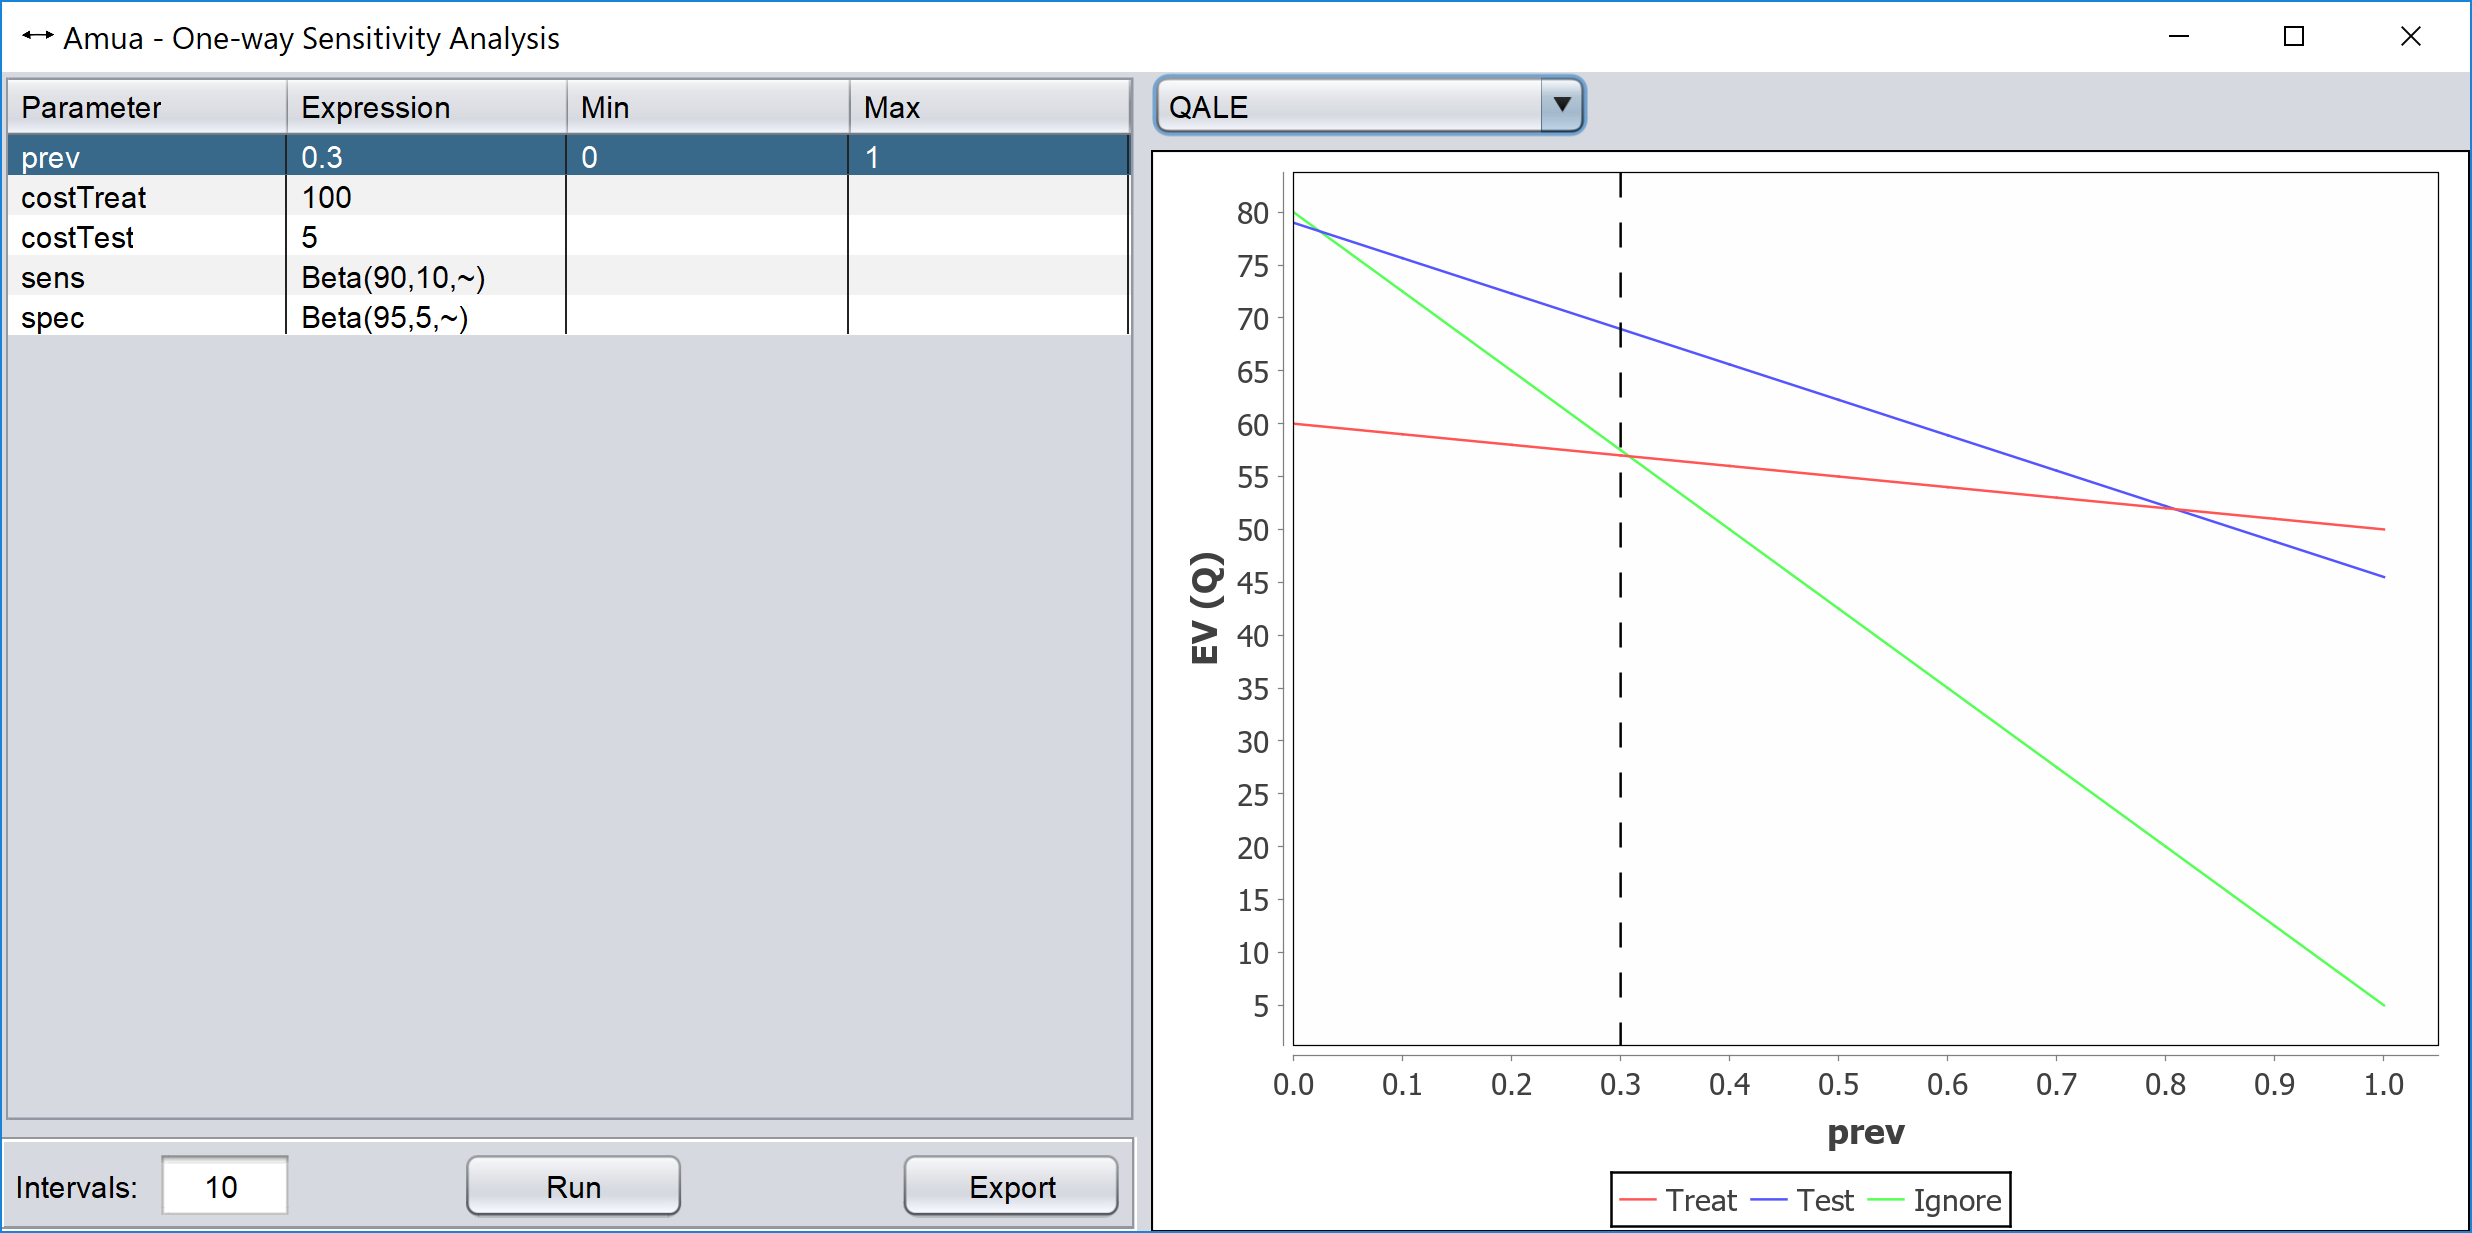 Amua - One-way Sensitivity Analysis
Parameter Expression Min Max
prev 0.3 0 1
costTreat 100
costTest 5
sens Beta(90,10,~)
spec Beta(95,5,~)
Intervals: 10 Run Export
QALE
80
75
70
65
60
55
50
45
40
35
30
25
20
15
10
5
EV (Q)
0.0 0.1 0.2 0.3 0.4 0.5 0.6 0.7 0.8 0.9 1.0
prev
Treat Test Ignore